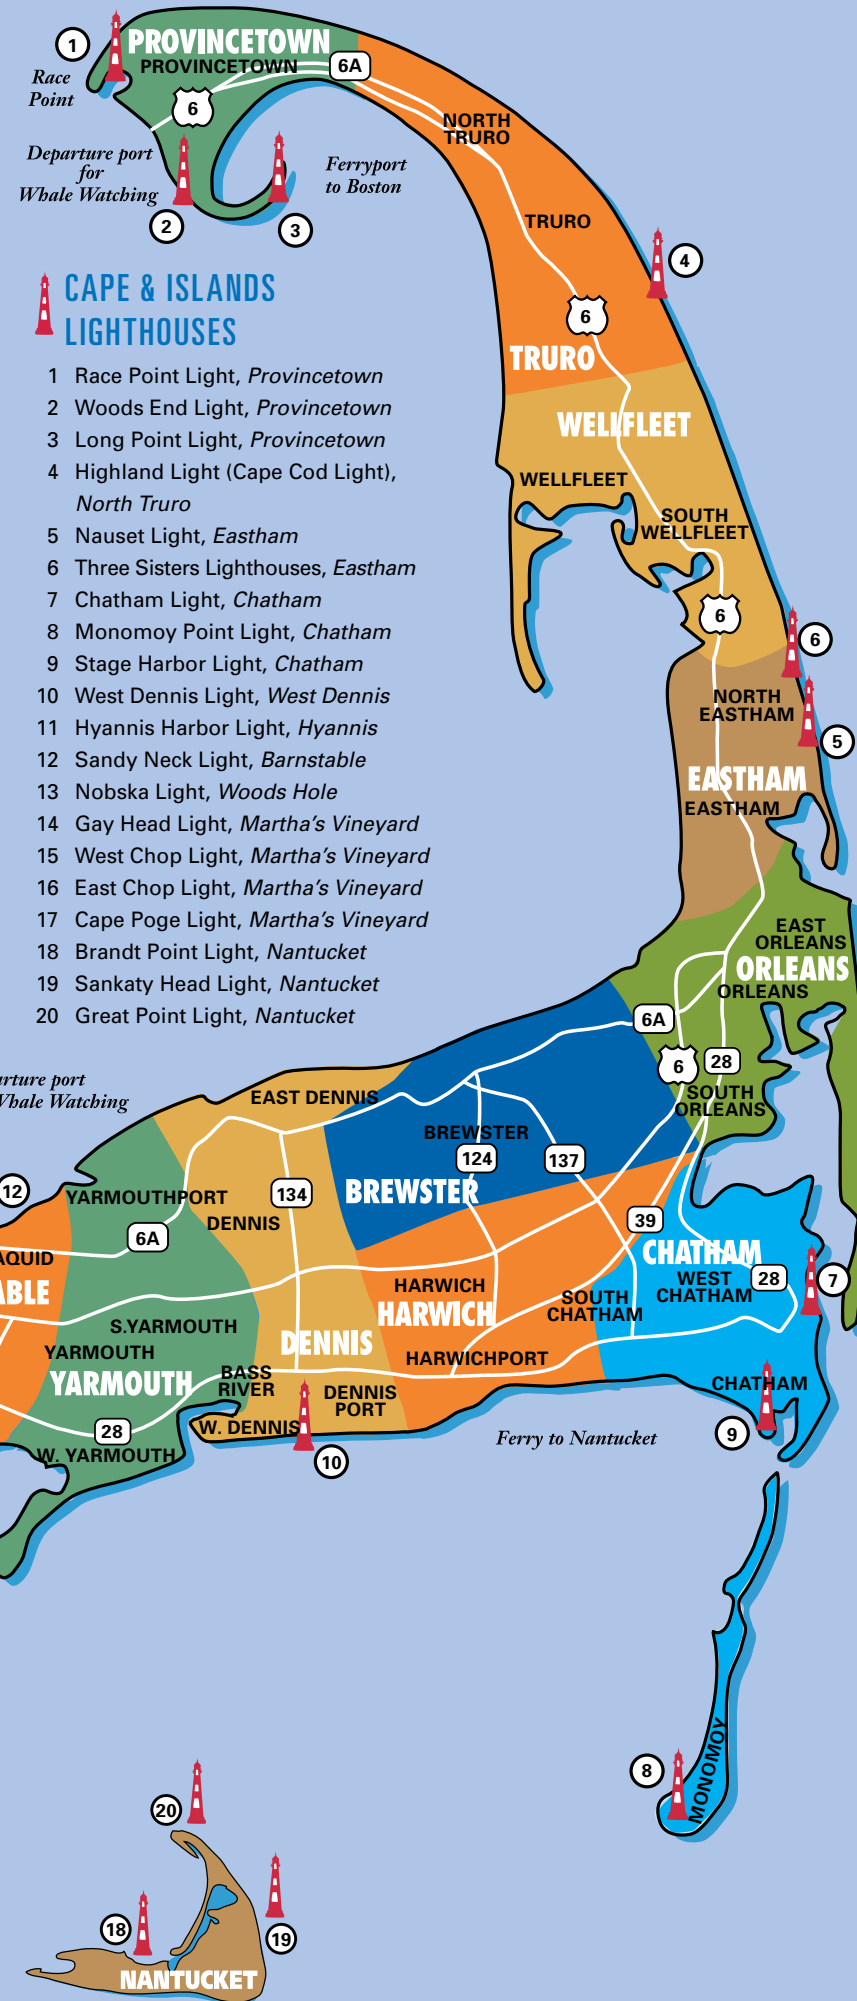 1
PROVINCETOWN
PROVINCETOWN
6A
Race
Point
6
NORTH
TRURO
Departure port
for
Whale Watching
Ferryport
to Boston
2
3
TRURO
4
CAPE & ISLANDS
LIGHTHOUSES
6
TRURO
1 Race Point Light, Provincetown
2 Woods End Light, Provincetown
3 Long Point Light, Provincetown
4 Highland Light (Cape Cod Light),
North Truro
5 Nauset Light, Eastham
6 Three Sisters Lighthouses, Eastham
7 Chatham Light, Chatham
8 Monomoy Point Light, Chatham
9 Stage Harbor Light, Chatham
10 West Dennis Light, West Dennis
11 Hyannis Harbor Light, Hyannis
12 Sandy Neck Light, Barnstable
13 Nobska Light, Woods Hole
14 Gay Head Light, Martha's Vineyard
15 West Chop Light, Martha's Vineyard
16 East Chop Light, Martha's Vineyard
17 Cape Poge Light, Martha's Vineyard
18 Brandt Point Light, Nantucket
19 Sankaty Head Light, Nantucket
20 Great Point Light, Nantucket
WELLFLEET
WELLFLEET
SOUTH
WELLFLEET
6
6
NORTH
EASTHAM
5
EASTHAM
EASTHAM
EAST
ORLEANS
ORLEANS
ORLEANS
6A
6
28
SOUTH
ORLEANS
arture port
Whale Watching
EAST DENNIS
BREWSTER
124
137
BREWSTER
12
YARMOUTHPORT
134
DENNIS
6A
39
AQUID
ABLE
CHATHAM
WEST
CHATHAM
28
7
HARWICH
HARWICH
SOUTH
CHATHAM
S.YARMOUTH
YARMOUTH
YARMOUTH
DENNIS
HARWICHPORT
BASS
RIVER
DENNIS
PORT
CHATHAM
28
W. DENNIS
W. YARMOUTH
10
Ferry to Nantucket
9
8
MONOMOY
20
18
19
NANTUCKET